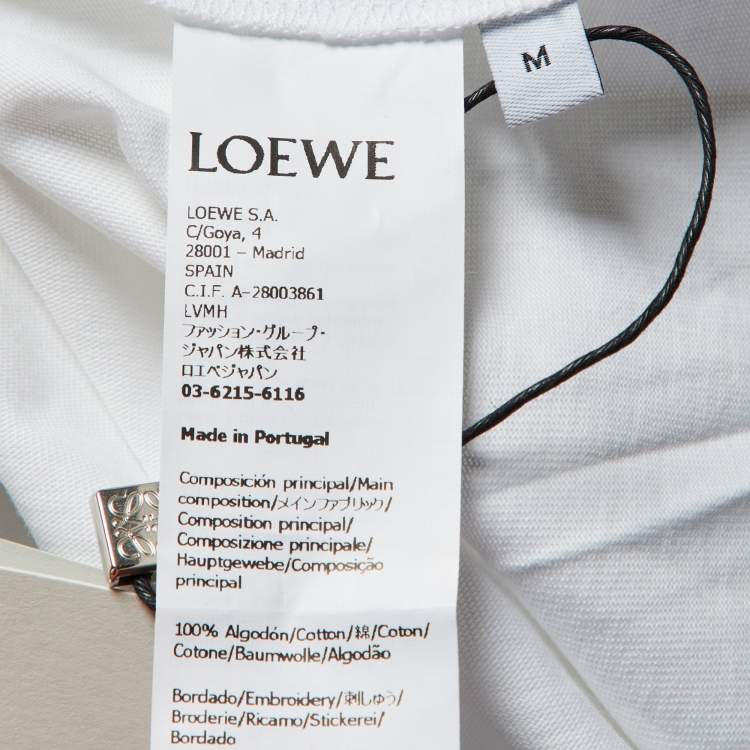 M
LOEWE
LOEWE S.A.
C/Goya, 4
28001 – Madrid
SPAIN
C.I.F. A-28003861
LVMH
ファッション・グループ・
ジャパン株式会社
ロエベジャパン
03-6215-6116
Made in Portugal
Composición principal/Main
composition/メインファブリック/
Composition principal/
Composizione principale/
Hauptgewebe/Composição
principal
100% Algodón/Cotton/綿/Coton/
Cotone/Baumwolle/Algodão
Bordado/Embroidery/刺しゅう/
Broderie/Ricamo/Stickerei/
Bordado